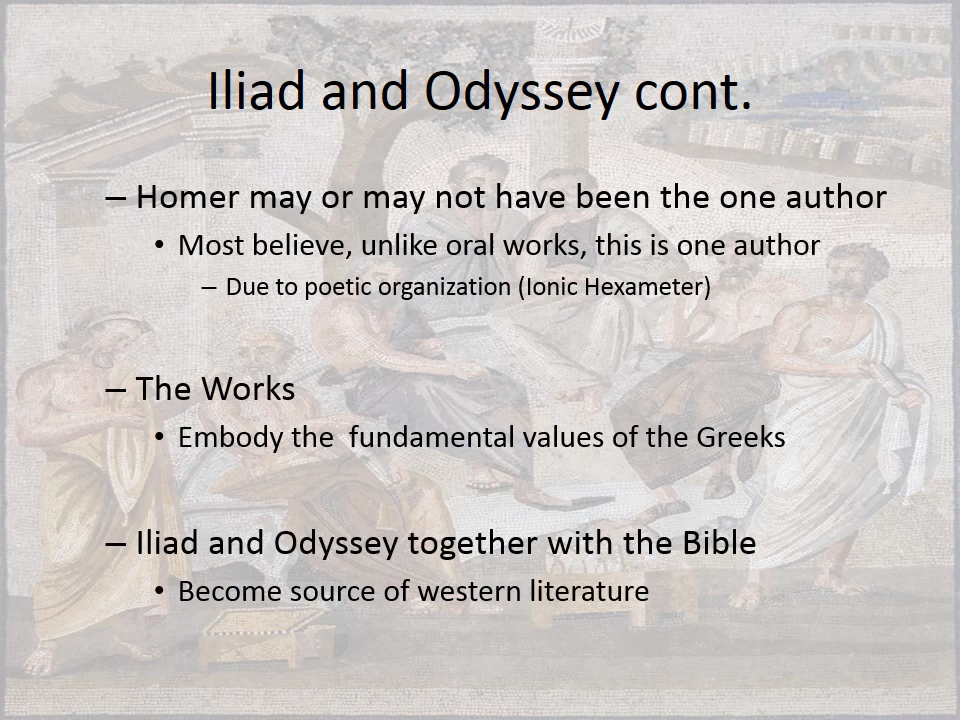 Iliad and Odyssey cont.
– Homer may or may not have been the one author
• Most believe, unlike oral works, this is one author
– Due to poetic organization (Ionic Hexameter)
– The Works
• Embody the  fundamental values of the Greeks
– Iliad and Odyssey together with the Bible
• Become source of western literature